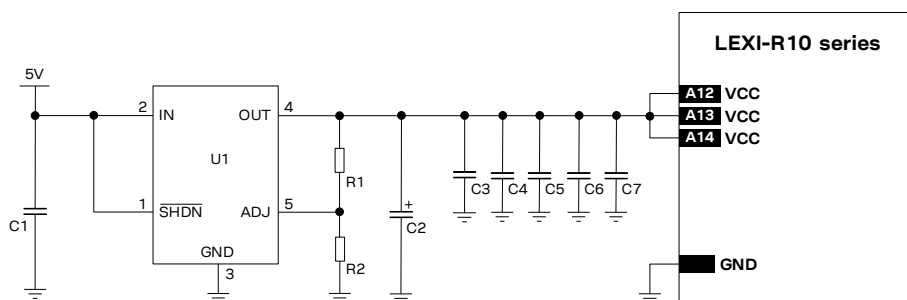 LEXI-R10 series
5V
2 IN OUT 4
A12 VCC
A13 VCC
A14 VCC
U1
R1
C3 C4 C5 C6 C7
C1
1 SHDN ADJ 5
+
C2
GND
3
R2
GND